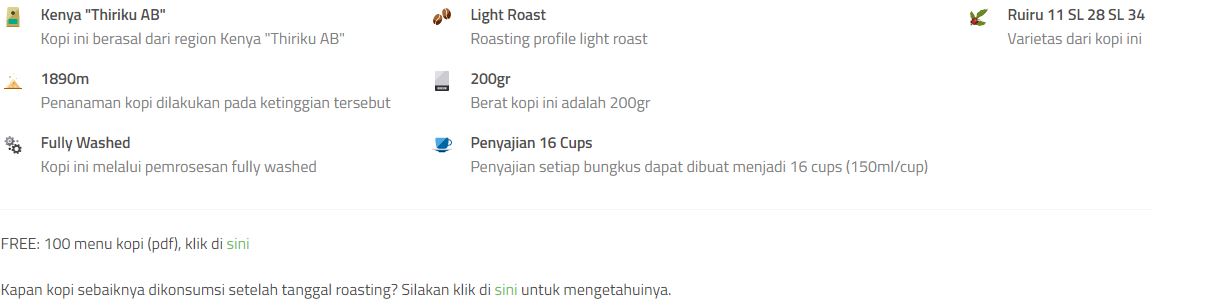 Kenya "Thiriku AB"
Kopi ini berasal dari region Kenya "Thiriku AB"
Light Roast
Roasting profile light roast
Ruiru 11 SL 28 SL 34
Varietas dari kopi ini
1890m
Penanaman kopi dilakukan pada ketinggian tersebut
200gr
Berat kopi ini adalah 200gr
Fully Washed
Kopi ini melalui pemrosesan fully washed
Penyajian 16 Cups
Penyajian setiap bungkus dapat dibuat menjadi 16 cups (150ml/cup)
FREE: 100 menu kopi (pdf), klik di sini
Kapan kopi sebaiknya dikonsumsi setelah tanggal roasting? Silakan klik di sini untuk mengetahuinya.